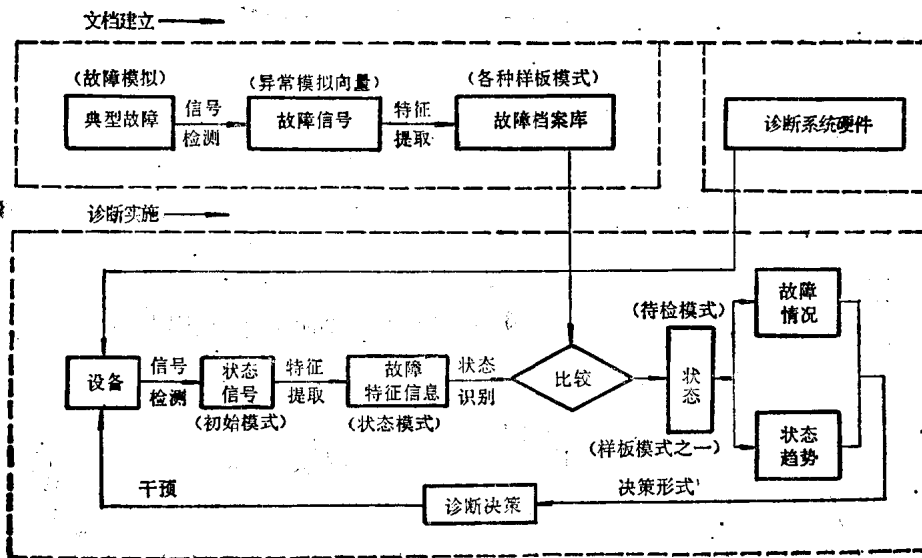 文档建立
(故障模拟)
(异常模拟向量)
(各种样板模式)
典型故障
信号
检测
故障信号
特征
提取
故障档案库
诊断系统硬件
诊断实施
故障
情况
(待检模式)
设备
信号
检测
状态
信号
特征
提取
故障
特征信息
状态
识别
比较
状态
(初始模式)
(状态模式)
(样板模式之一)
状态
趋势
干预
诊断决策
决策形式